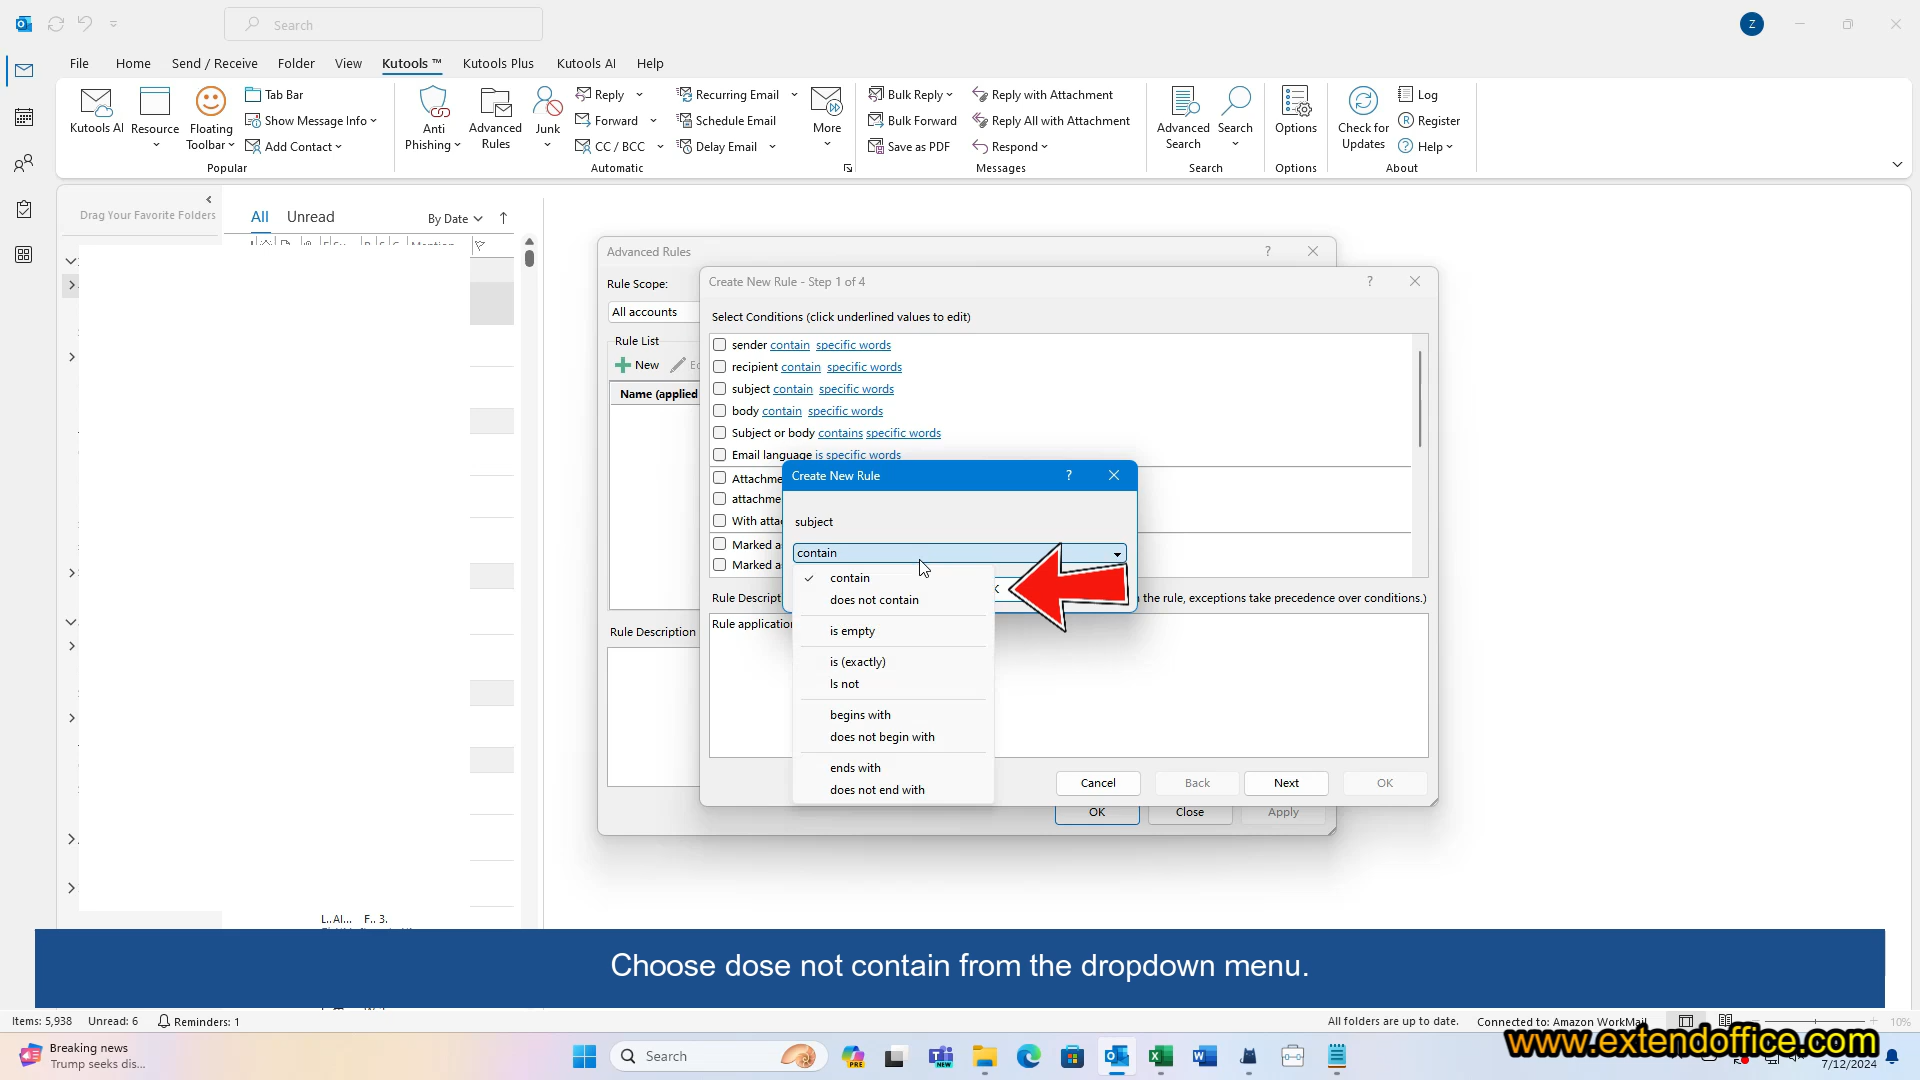 Search
Z
File Home Send / Receive Folder View Kutools ™ Kutools Plus Kutools AI Help
Kutools AI
Resource
Floating Toolbar
Tab Bar
Show Message Info
Add Contact
Popular
Anti Phishing
Advanced Rules
Junk
Reply
Forward
CC / BCC
Recurring Email
Schedule Email
Delay Email
More
Automatic
Bulk Reply
Bulk Forward
Save as PDF
Reply with Attachment
Reply All with Attachment
Respond
Messages
Advanced Search
Search
Search
Options
Options
Check for Updates
Log
Register
Help
About
Drag Your Favorite Folders
All Unread By Date
Advanced Rules ?
Rule Scope:
All accounts
Rule List
New
Name (applied
Rule Description
OK Close Apply
Create New Rule - Step 1 of 4 ?
Select Conditions (click underlined values to edit)
sender contain specific words
recipient contain specific words
subject contain specific words
body contain specific words
Subject or body contains specific words
Email language is specific words
Attachme
attachme
With atta
Marked a
Marked a
Rule Descript
the rule, exceptions take precedence over conditions.)
Rule application
Cancel Back Next OK
Create New Rule ?
subject
contain
contain
does not contain
is empty
is (exactly)
Is not
begins with
does not begin with
ends with
does not end with
L..Al... F.. 3.
Choose dose not contain from the dropdown menu.
Items: 5,938 Unread: 6 Reminders: 1
All folders are up to date. Connected to: Amazon WorkMail 10%
Breaking news
Trump seeks dis...
Search
www.extendoffice.com
7/12/2024